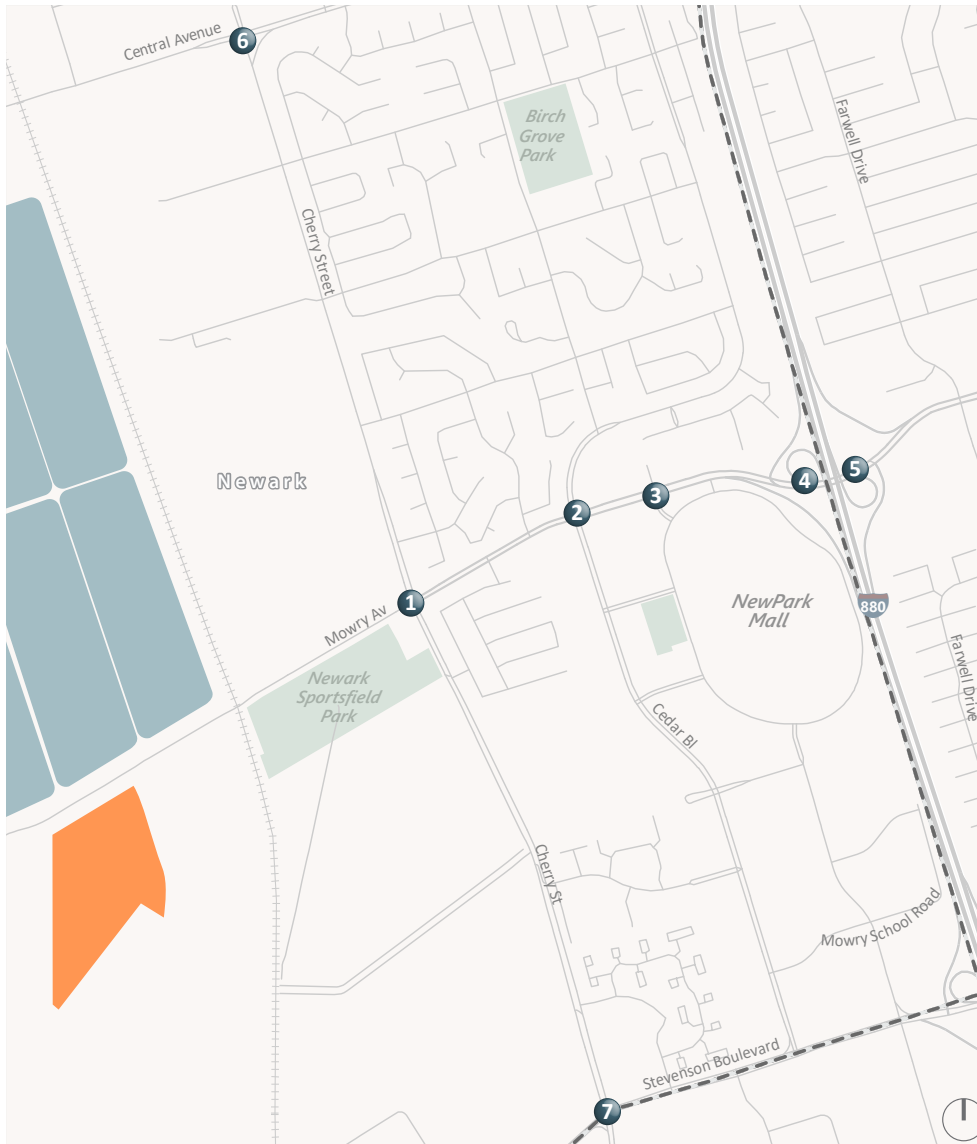 Central Avenue
6
Birch
Grove
Park
Farwell Drive
Cherry Street
Newark
5
4
3
2
1
NewPark
Mall
880
Mowry Av
Newark
Sportsfield
Park
Farwell Drive
Cedar Bl
Cherry St
Mowry School Road
Stevenson Boulevard
7